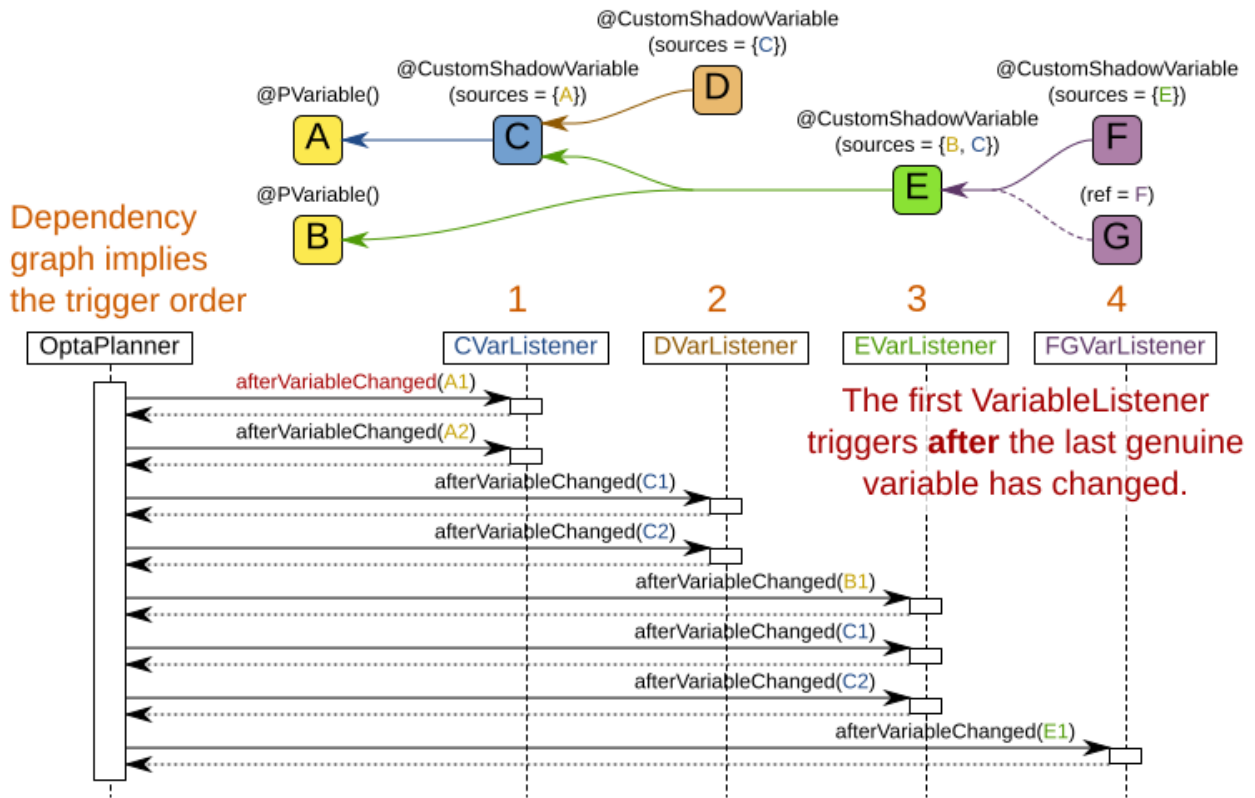 @CustomShadowVariable
(sources = {C})
D
@CustomShadowVariable
(sources = {A})
C
@PVariable()
A
@CustomShadowVariable
(sources = {E})
F
@CustomShadowVariable
(sources = {B, C})
E
@PVariable()
B
(ref = F)
G
Dependency
graph implies
the trigger order
1
2
3
4
OptaPlanner
CVarListener
DVarListener
EVarListener
FGVarListener
afterVariableChanged(A1)
The first VariableListener
triggers after the last genuine
variable has changed.
afterVariableChanged(A2)
afterVariableChanged(C1)
afterVariableChanged(C2)
afterVariableChanged(B1)
afterVariableChanged(C1)
afterVariableChanged(C2)
afterVariableChanged(E1)